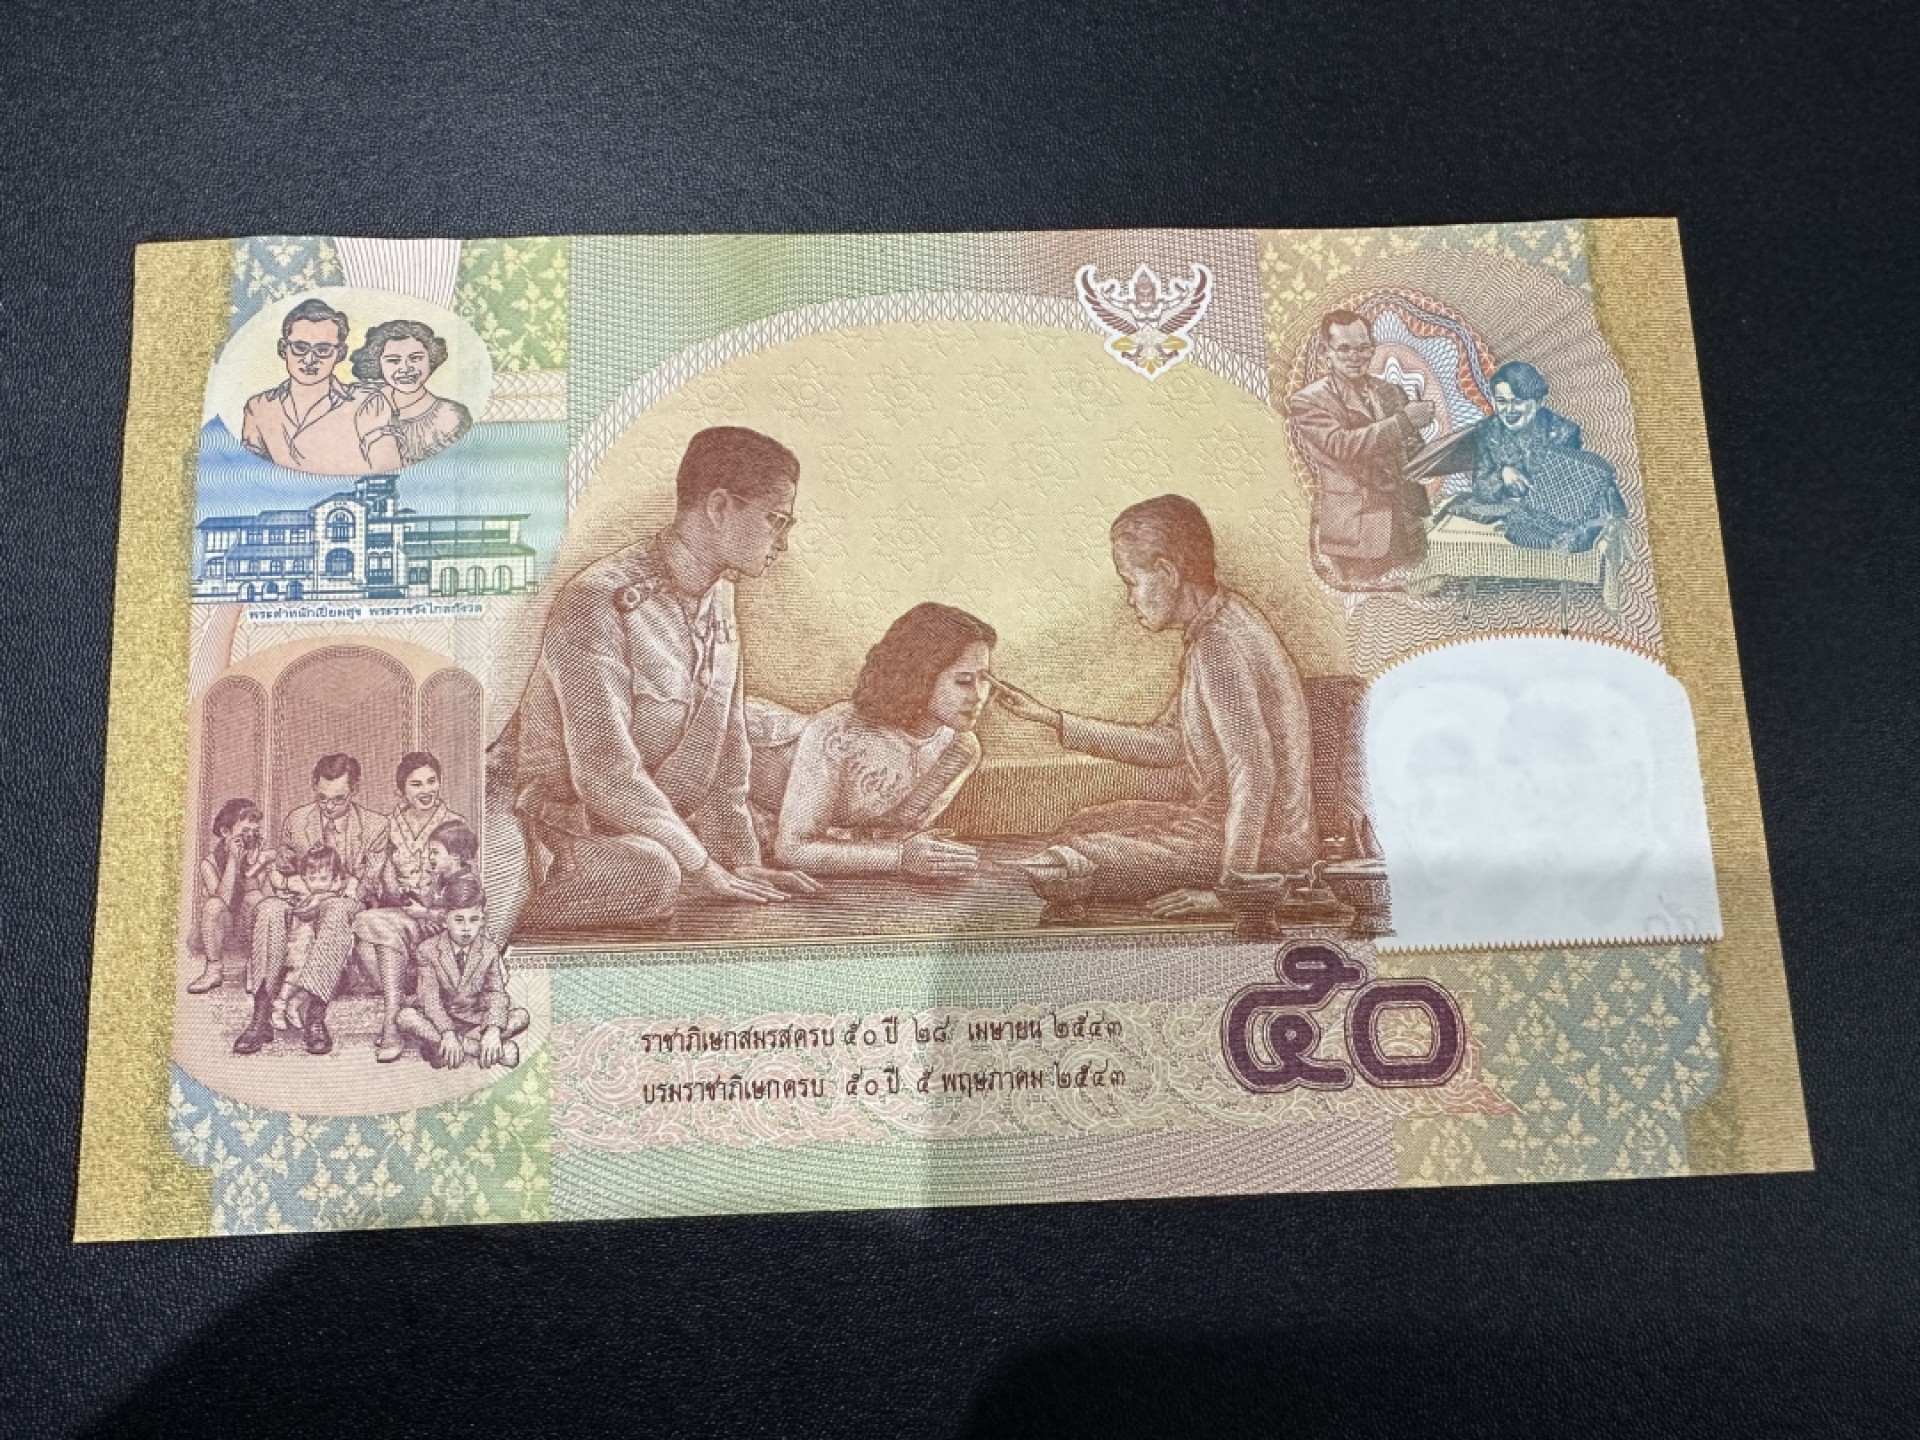 พระตำหนักเปี่ยมสุข พระราชวังไกลกังวล
ราชาภิเษกสมรสครบ ๕๐ ปี ๒๘ เมษายน ๒๕๔๓
บรมราชาภิเษกครบ ๕๐ ปี ๕ พฤษภาคม ๒๕๔๓
๕๐